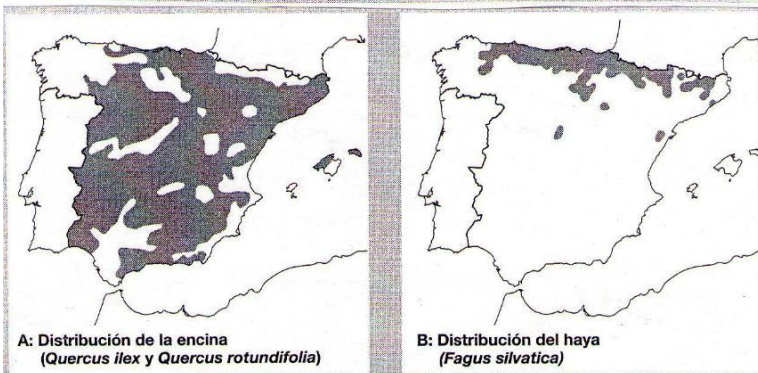 A: Distribución de la encina
(Quercus ilex y Quercus rotundifolia)
B: Distribución del haya
(Fagus silvatica)